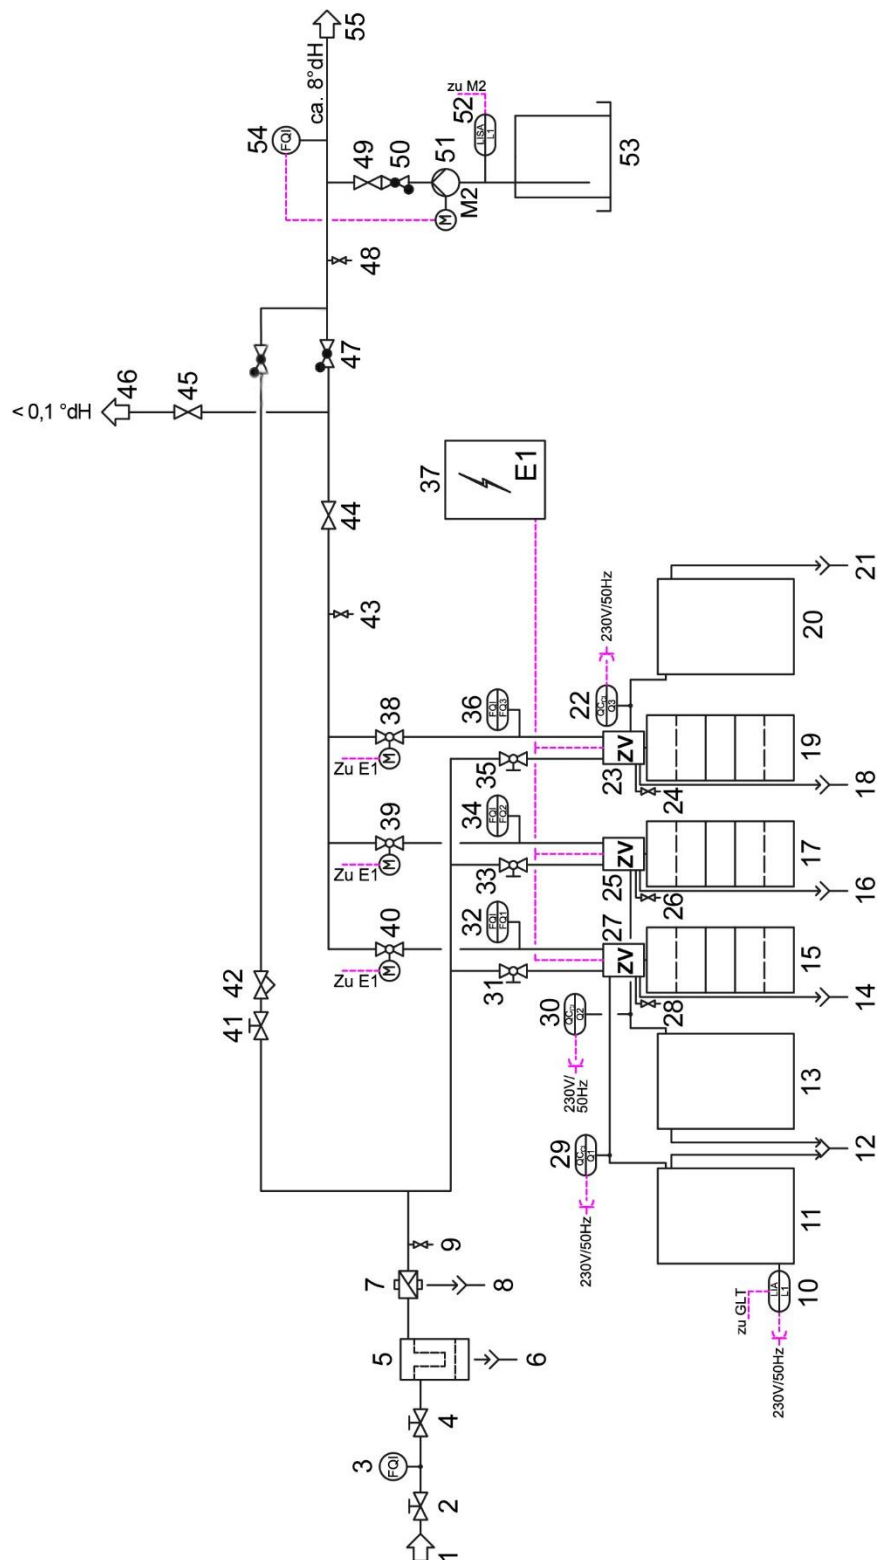 < 0,1 °dH
46
45
41
42
54
FQI
ca. 8°dH
55
Zu E1
M
40
Zu E1
M
39
Zu E1
M
38
43
44
47
48
49
50
51
M
M2
zu M2
52
LISA
L1
53
1
2
3
FQI
4
5
6
7
8
9
31
32
FQI
FQ1
33
34
FQI
FQ2
35
36
FQI
FQ3
37
E1
230V/50Hz
29
QCCl
Q1
230V/
50Hz
30
QCCl
Q2
27
ZV
25
ZV
23
ZV
22
QCCl
Q3
230V/50Hz
28
26
24
zu GLT
230V/50Hz
LIA
L1
10
11
12
13
14
15
16
17
18
19
20
21